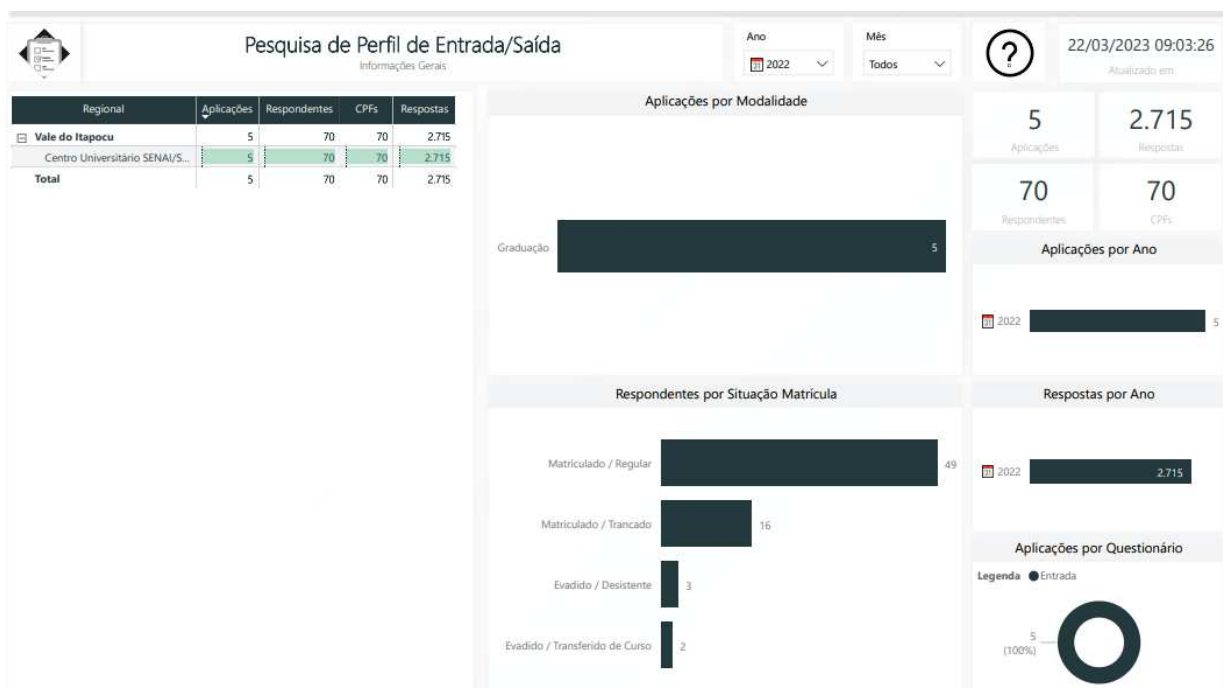 Pesquisa de Perfil de Entrada/Saída
Informações Gerais
Ano
2022
Mês
Todos
?
22/03/2023 09:03:26
Atualizado em
Regional Aplicações Respondentes CPFs Respostas
Vale do Itapocu 5 70 70 2.715
Centro Universitário SENAI/S... 5 70 70 2.715
Total 5 70 70 2.715
Aplicações por Modalidade
Graduação 5
Respondentes por Situação Matrícula
Matriculado / Regular 49
Matriculado / Trancado 16
Evadido / Desistente 3
Evadido / Transferido de Curso 2
5
Aplicações
2.715
Respostas
70
Respondentes
70
CPFs
Aplicações por Ano
31 2022 5
Respostas por Ano
31 2022 2.715
Aplicações por Questionário
Legenda Entrada
5
(100%)